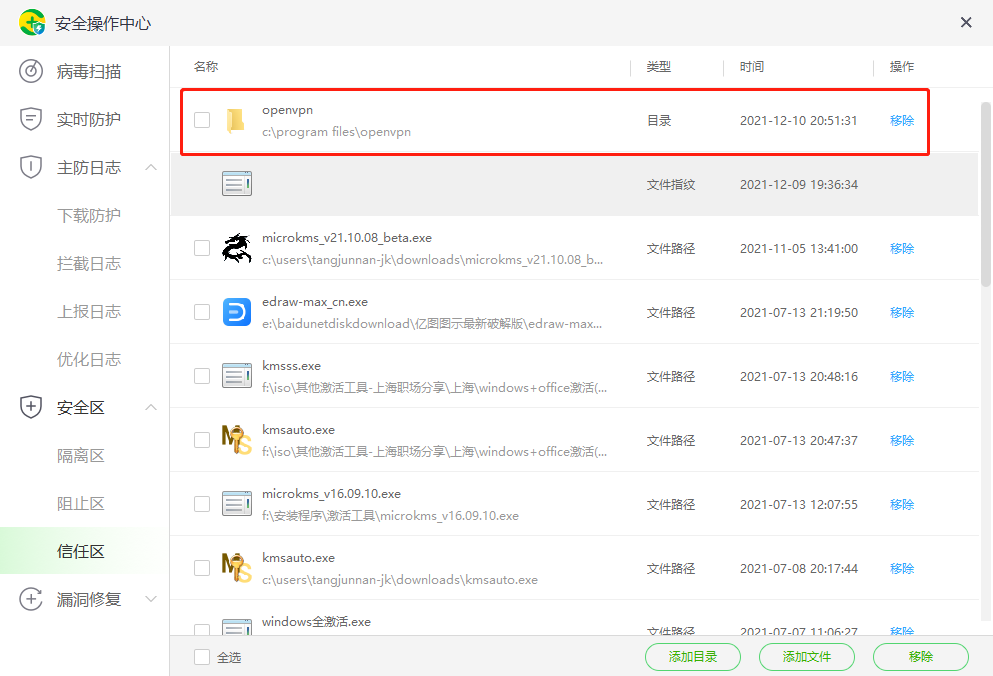 安全操作中心
病毒扫描
实时防护
主防日志
下载防护
拦截日志
上报日志
优化日志
安全区
隔离区
阻止区
信任区
漏洞修复
名称 类型 时间 操作
openvpn
c:\program files\openvpn
目录 2021-12-10 20:51:31 移除
文件指纹 2021-12-09 19:36:34
microkms_v21.10.08_beta.exe
c:\users\tangjunnan-jk\downloads\microkms_v21.10.08_b...
文件路径 2021-11-05 13:41:00 移除
edraw-max_cn.exe
e:\baidunetdiskdownload\亿图图示最新破解版\edraw-max...
文件路径 2021-07-13 21:19:50 移除
kmsss.exe
f:\iso\其他激活工具-上海职场分享\上海\windows+office激活(...
文件路径 2021-07-13 20:48:16 移除
kmsauto.exe
f:\iso\其他激活工具-上海职场分享\上海\windows+office激活(...
文件路径 2021-07-13 20:47:37 移除
microkms_v16.09.10.exe
f:\安装程序\激活工具\microkms_v16.09.10.exe
文件路径 2021-07-13 12:07:55 移除
kmsauto.exe
c:\users\tangjunnan-jk\downloads\kmsauto.exe
文件路径 2021-07-08 20:17:44 移除
windows全激活.exe
文件路径 2021-07-07 11:06:27 移除
全选 添加目录 添加文件 移除